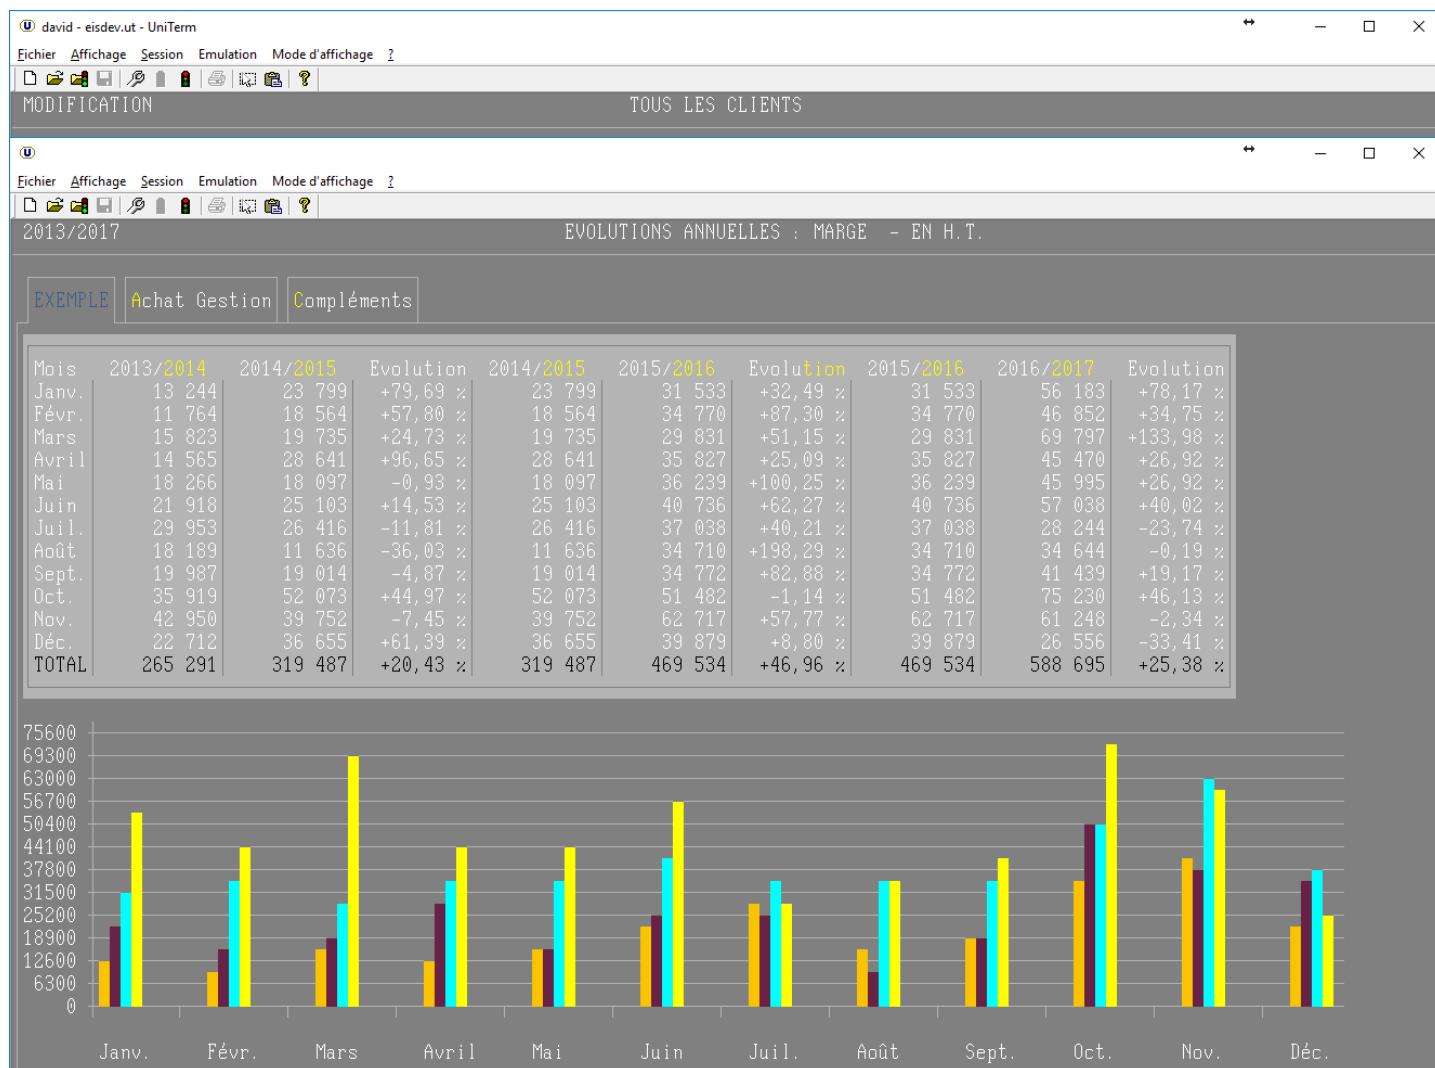 david - eisdev.ut - UniTerm
Fichier Affichage Session Emulation Mode d'affichage ?
MODIFICATION TOUS LES CLIENTS
Fichier Affichage Session Emulation Mode d'affichage ?
2013/2017 EVOLUTIONS ANNUELLES : MARGE - EN H.T.
EXEMPLE Achat Gestion Compléments
Mois 2013/2014 2014/2015 Evolution 2014/2015 2015/2016 Evolution 2015/2016 2016/2017 Evolution
Janv. 13 244 23 799 +79,69 % 23 799 31 533 +32,49 % 31 533 56 183 +78,17 %
Févr. 11 764 18 564 +57,80 % 18 564 34 770 +87,30 % 34 770 46 852 +34,75 %
Mars 15 823 19 735 +24,73 % 19 735 29 831 +51,15 % 29 831 69 797 +133,98 %
Avril 14 565 28 641 +96,65 % 28 641 35 827 +25,09 % 35 827 45 470 +26,92 %
Mai 18 266 18 097 -0,93 % 18 097 36 239 +100,25 % 36 239 45 995 +26,92 %
Juin 21 918 25 103 +14,53 % 25 103 40 736 +62,27 % 40 736 57 038 +40,02 %
Juil. 29 953 26 416 -11,81 % 26 416 37 038 +40,21 % 37 038 28 244 -23,74 %
Août 18 189 11 636 -36,03 % 11 636 34 710 +198,29 % 34 710 34 644 -0,19 %
Sept. 19 987 19 014 -4,87 % 19 014 34 772 +82,88 % 34 772 41 439 +19,17 %
Oct. 35 919 52 073 +44,97 % 52 073 51 482 -1,14 % 51 482 75 230 +46,13 %
Nov. 42 950 39 752 -7,45 % 39 752 62 717 +57,77 % 62 717 61 248 -2,34 %
Déc. 22 712 36 655 +61,39 % 36 655 39 879 +8,80 % 39 879 26 556 -33,41 %
TOTAL 265 291 319 487 +20,43 % 319 487 469 534 +46,96 % 469 534 588 695 +25,38 %
75600
69300
63000
56700
50400
44100
37800
31500
25200
18900
12600
6300
0
Janv. Févr. Mars Avril Mai Juin Juil. Août Sept. Oct. Nov. Déc.